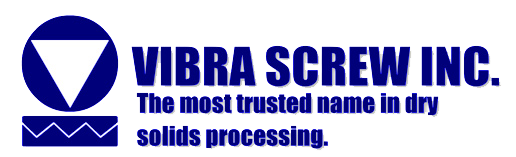 VIBRA SCREW INC.
The most trusted name in dry
solids processing.